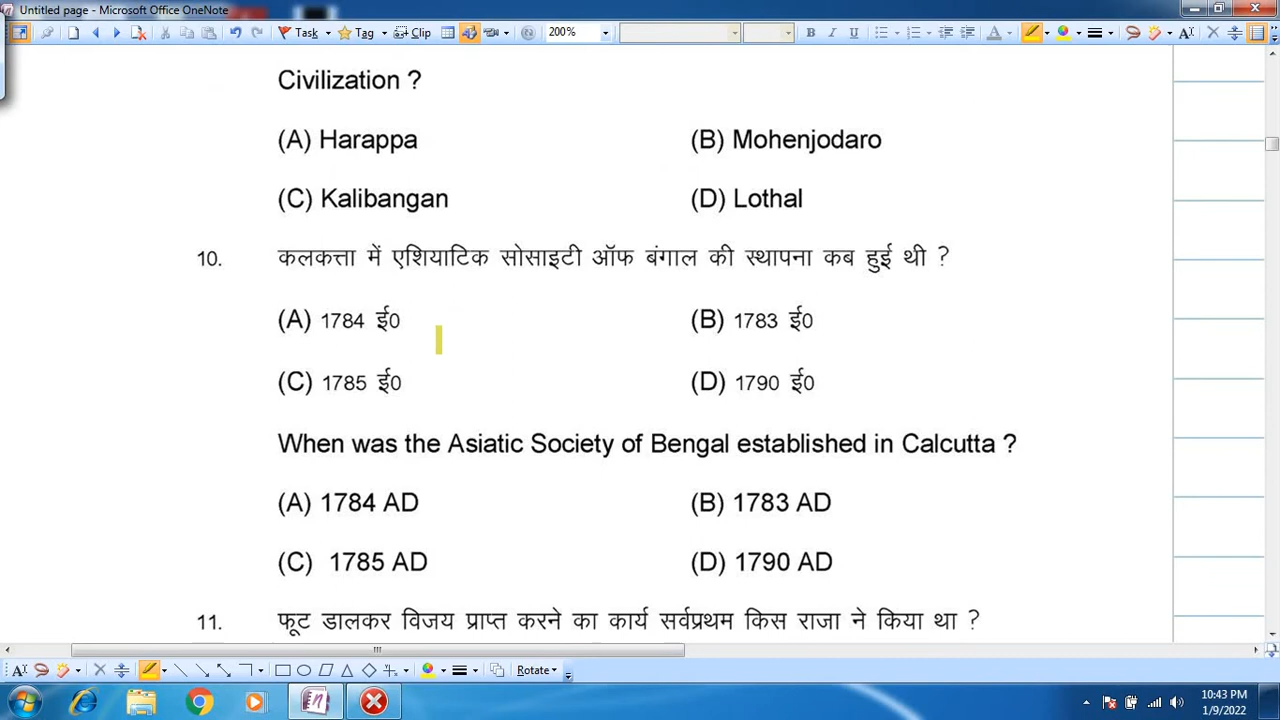 Untitled page - Microsoft Office OneNote
Task Tag Clip 200% B I U
Civilization ?
(A) Harappa (B) Mohenjodaro
(C) Kalibangan (D) Lothal
10. कलकत्ता में एशियाटिक सोसाइटी ऑफ बंगाल की स्थापना कब हुई थी ?
(A) 1784 ई0 (B) 1783 ई0
(C) 1785 ई0 (D) 1790 ई0
When was the Asiatic Society of Bengal established in Calcutta ?
(A) 1784 AD (B) 1783 AD
(C) 1785 AD (D) 1790 AD
11. फूट डालकर विजय प्राप्त करने का कार्य सर्वप्रथम किस राजा ने किया था ?
Rotate
10:43 PM
1/9/2022